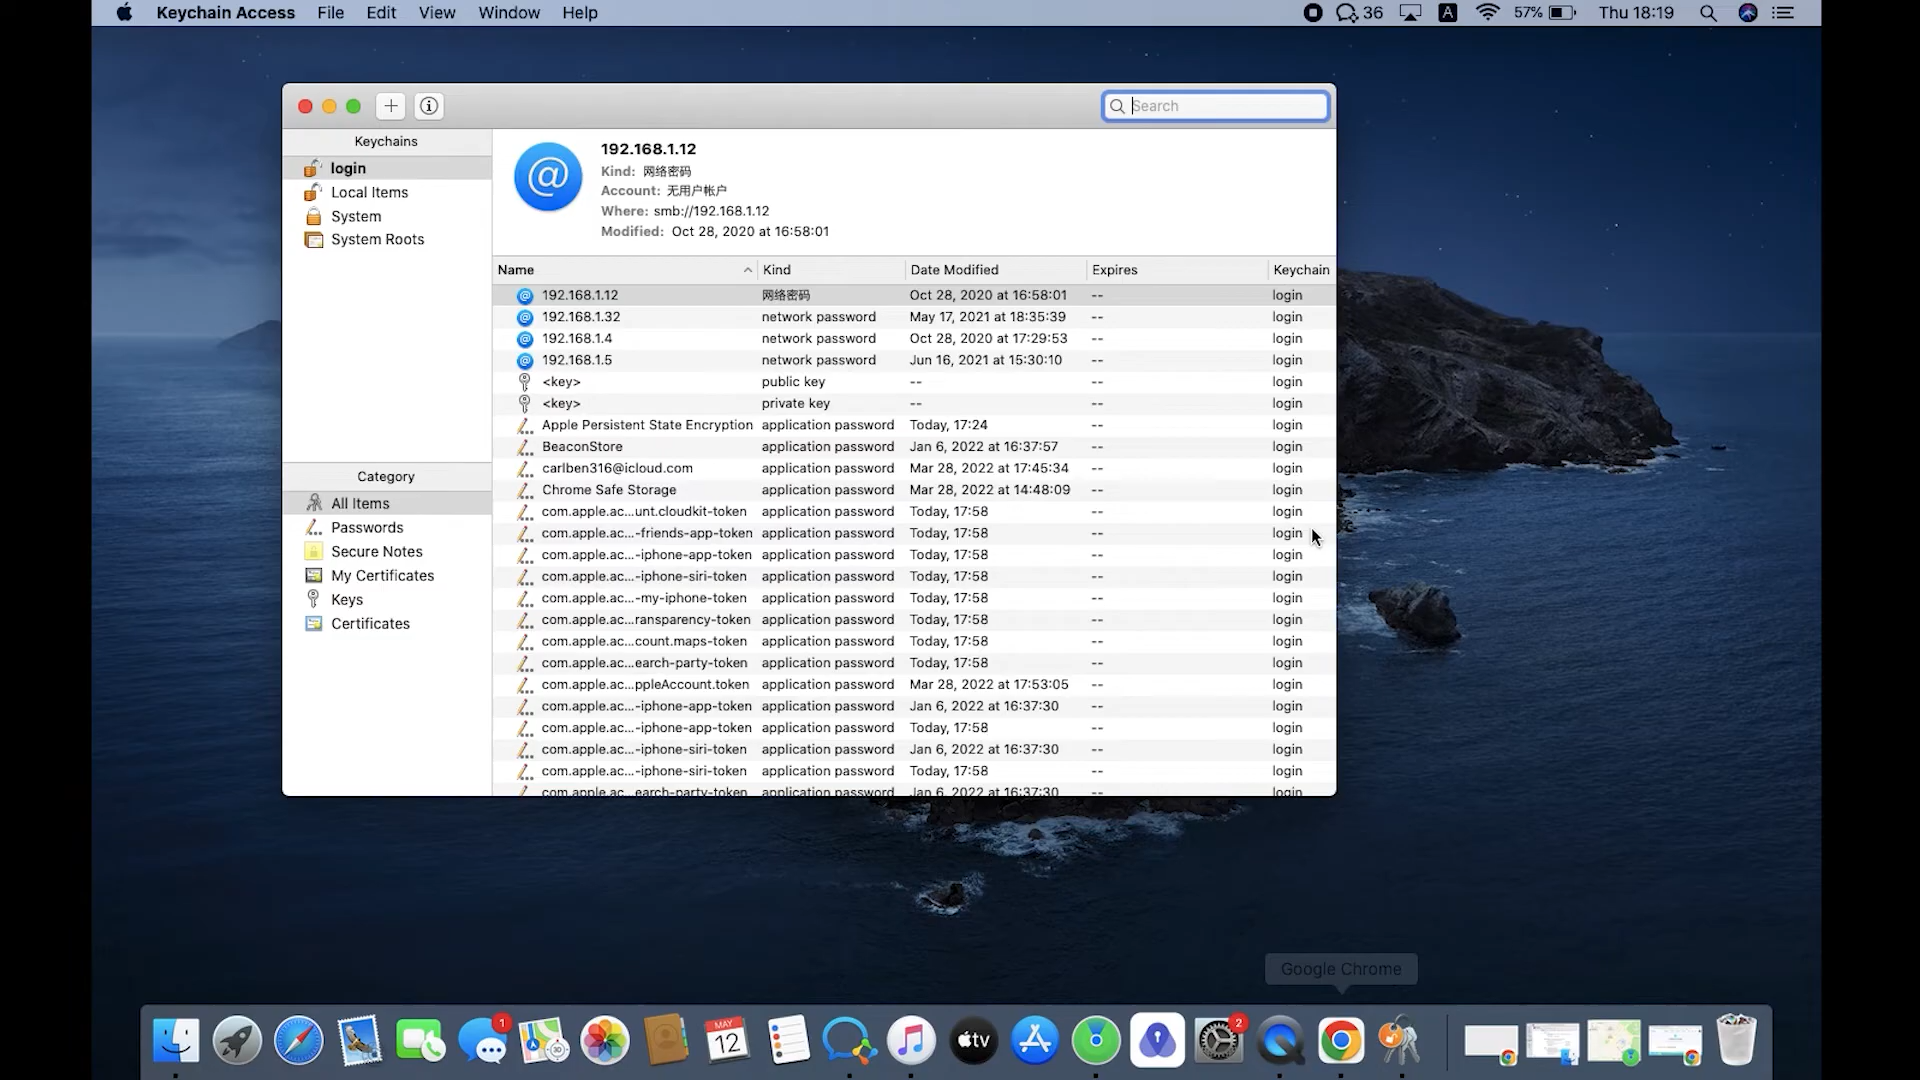 Keychain Access File Edit View Window Help 36 A 57% Thu 18:19
Search
Keychains
login
Local Items
System
System Roots
Category
All Items
Passwords
Secure Notes
My Certificates
Keys
Certificates
192.168.1.12
Kind: 网络密码
Account: 无用户帐户
Where: smb://192.168.1.12
Modified: Oct 28, 2020 at 16:58:01
Name Kind Date Modified Expires Keychain
192.168.1.12 网络密码 Oct 28, 2020 at 16:58:01 -- login
192.168.1.32 network password May 17, 2021 at 18:35:39 -- login
192.168.1.4 network password Oct 28, 2020 at 17:29:53 -- login
192.168.1.5 network password Jun 16, 2021 at 15:30:10 -- login
<key> public key -- -- login
<key> private key -- -- login
Apple Persistent State Encryption application password Today, 17:24 -- login
BeaconStore application password Jan 6, 2022 at 16:37:57 -- login
carlben316@icloud.com application password Mar 28, 2022 at 17:45:34 -- login
Chrome Safe Storage application password Mar 28, 2022 at 14:48:09 -- login
com.apple.ac...unt.cloudkit-token application password Today, 17:58 -- login
com.apple.ac...-friends-app-token application password Today, 17:58 -- login
com.apple.ac...-iphone-app-token application password Today, 17:58 -- login
com.apple.ac...-iphone-siri-token application password Today, 17:58 -- login
com.apple.ac...-my-iphone-token application password Today, 17:58 -- login
com.apple.ac...ransparency-token application password Today, 17:58 -- login
com.apple.ac...count.maps-token application password Today, 17:58 -- login
com.apple.ac...earch-party-token application password Today, 17:58 -- login
com.apple.ac...ppleAccount.token application password Mar 28, 2022 at 17:53:05 -- login
com.apple.ac...-iphone-app-token application password Jan 6, 2022 at 16:37:30 -- login
com.apple.ac...-iphone-app-token application password Today, 17:58 -- login
com.apple.ac...-iphone-siri-token application password Jan 6, 2022 at 16:37:30 -- login
com.apple.ac...-iphone-siri-token application password Today, 17:58 -- login
com.apple.ac...earch-party-token application password Jan 6, 2022 at 16:37:30 -- login
Google Chrome
1
MAY
12
tv
2